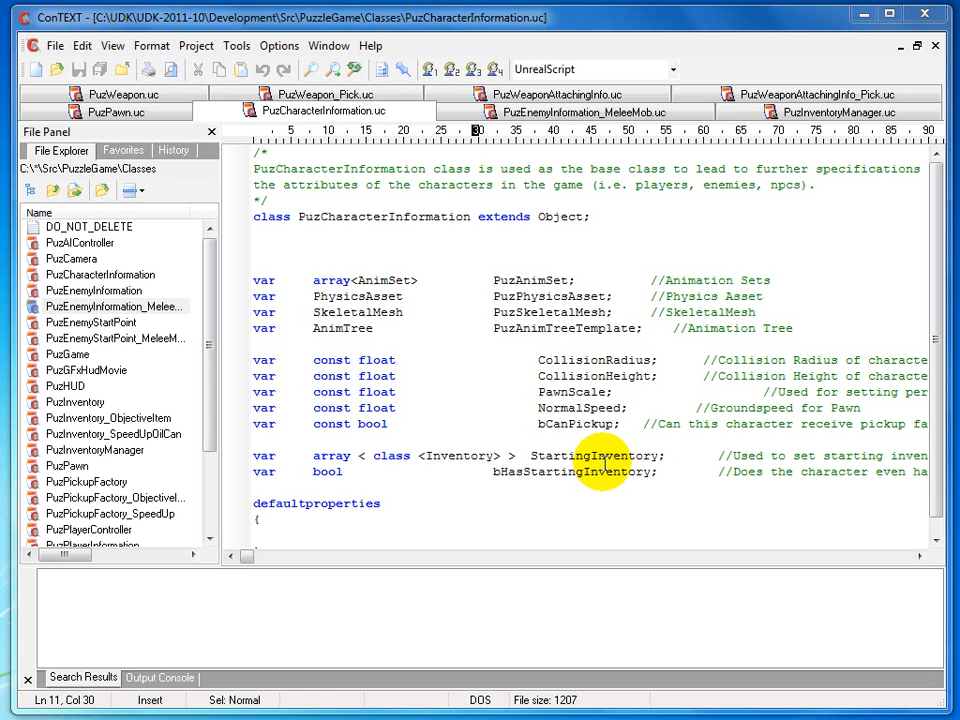 ConTEXT - [C:\UDK\UDK-2011-10\Development\Src\PuzzleGame\Classes\PuzCharacterInformation.uc]
File Edit View Format Project Tools Options Window Help
1 2 3 4 UnrealScript
PuzWeapon.uc PuzWeapon_Pick.uc PuzWeaponAttachingInfo.uc PuzWeaponAttachingInfo_Pick.uc
PuzPawn.uc PuzCharacterInformation.uc PuzEnemyInformation_MeleeMob.uc PuzInventoryManager.uc
File Panel
5 10 15 20 25 30 35 40 45 50 55 60 65 70 75 80 85 90
File Explorer Favorites History
C:\*\Src\PuzzleGame\Classes
Name
DO_NOT_DELETE
PuzAIController
PuzCamera
PuzCharacterInformation
PuzEnemyInformation
PuzEnemyInformation_Melee...
PuzEnemyStartPoint
PuzEnemyStartPoint_MeleeM...
PuzGame
PuzGFxHudMovie
PuzHUD
PuzInventory
PuzInventory_ObjectiveItem
PuzInventory_SpeedUpOilCan
PuzInventoryManager
PuzPawn
PuzPickupFactory
PuzPickupFactory_Objectivel...
PuzPickupFactory_SpeedUp
PuzPlayerController
PuzPlayerInformation
/*
PuzCharacterInformation class is used as the base class to lead to further specifications
the attributes of the characters in the game (i.e. players, enemies, npcs).
*/
class PuzCharacterInformation extends Object;
var array<AnimSet> PuzAnimSet; //Animation Sets
var PhysicsAsset PuzPhysicsAsset; //Physics Asset
var SkeletalMesh PuzSkeletalMesh; //SkeletalMesh
var AnimTree PuzAnimTreeTemplate; //Animation Tree
var const float CollisionRadius; //Collision Radius of characte
var const float CollisionHeight; //Collision Height of characte
var const float PawnScale; //Used for setting per
var const float NormalSpeed; //Groundspeed for Pawn
var const bool bCanPickup; //Can this character receive pickup fa
var array < class <Inventory> > StartingInventory; //Used to set starting inven
var bool bHasStartingInventory; //Does the character even ha
defaultproperties
{
Search Results Output Console
Ln 11, Col 30 Insert Sel: Normal DOS File size: 1207